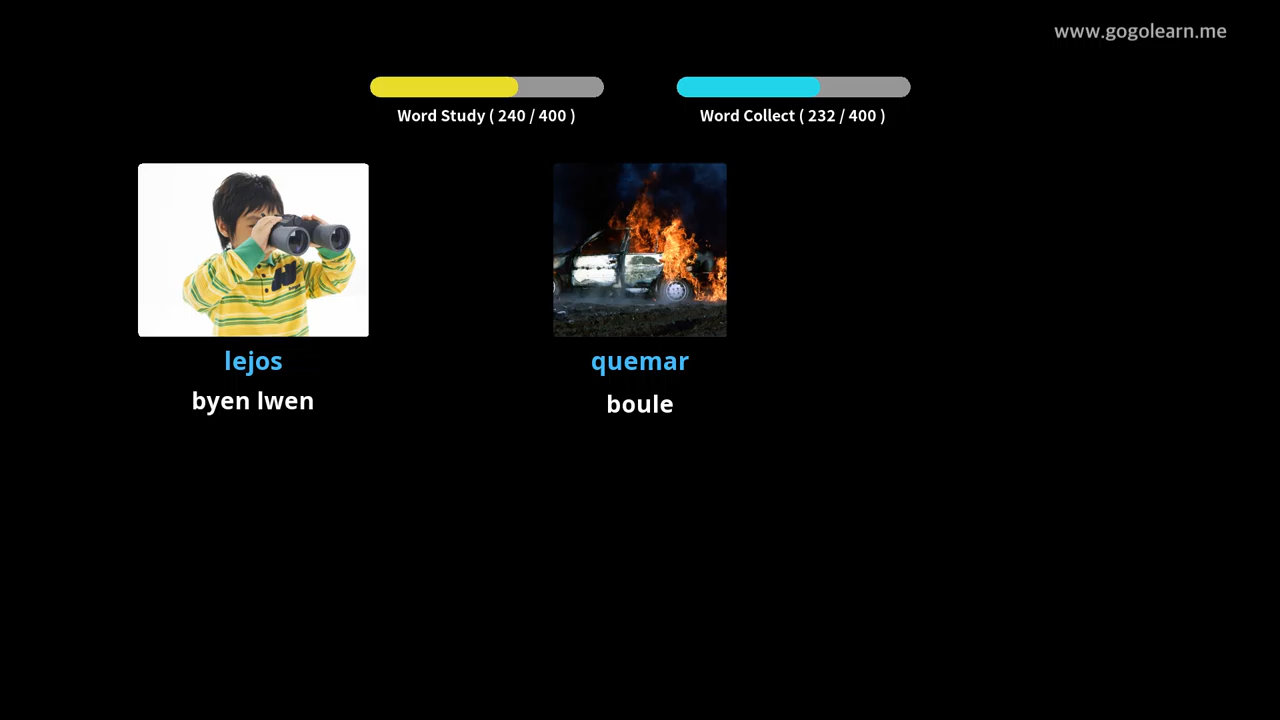 www.gogolearn.me
Word Study ( 240 / 400 )
Word Collect ( 232 / 400 )
lejos
byen lwen
quemar
boule